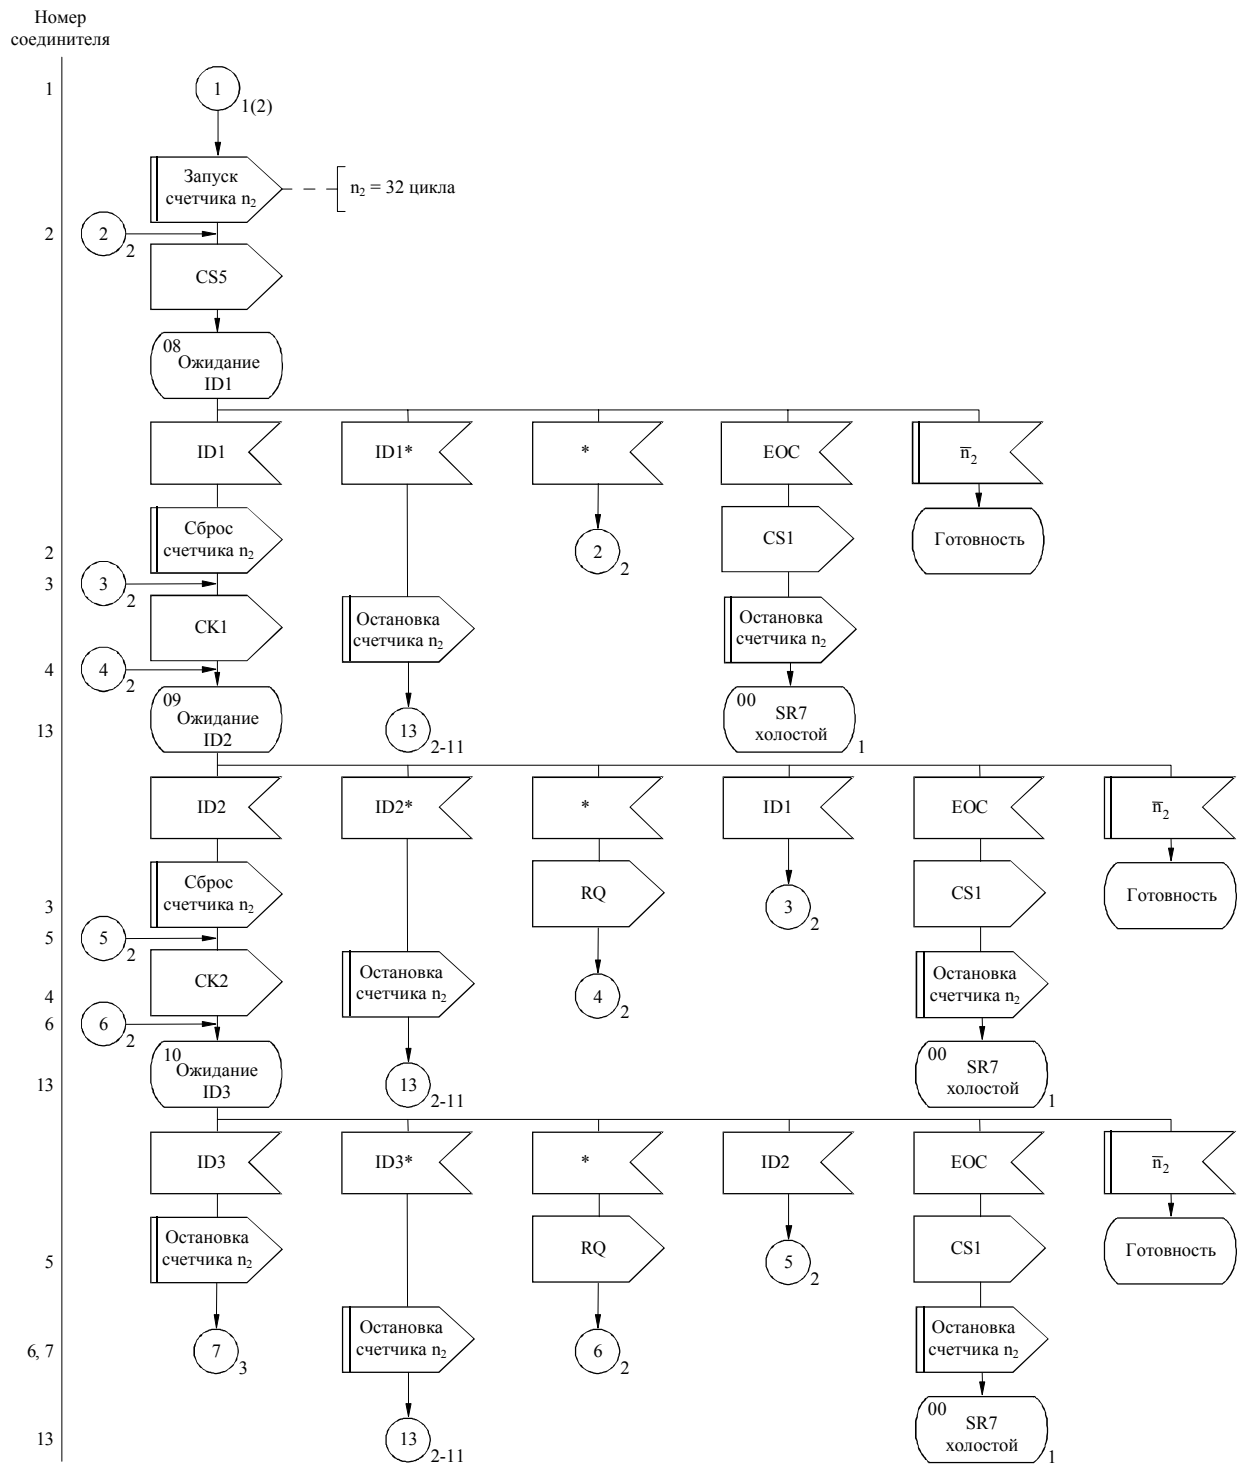 Номер
соединителя
1
1
1(2)
Запуск
счетчика n₂
n₂ = 32 цикла
2
2
2
CS5
08
Ожидание
ID1
ID1
ID1*
*
EOC
n̅₂
Сброс
счетчика n₂
2
2
CS1
Готовность
2
3
3
2
CK1
Остановка
счетчика n₂
Остановка
счетчика n₂
4
4
2
09
Ожидание
ID2
13
2-11
00
SR7
холостой
1
13
ID2
ID2*
*
ID1
EOC
n̅₂
Сброс
счетчика n₂
RQ
3
2
CS1
Готовность
3
5
5
2
CK2
Остановка
счетчика n₂
4
2
Остановка
счетчика n₂
4
6
6
2
10
Ожидание
ID3
13
2-11
00
SR7
холостой
1
13
ID3
ID3*
*
ID2
EOC
n̅₂
Остановка
счетчика n₂
RQ
5
2
CS1
Готовность
5
6, 7
7
3
Остановка
счетчика n₂
6
2
Остановка
счетчика n₂
13
13
2-11
00
SR7
холостой
1